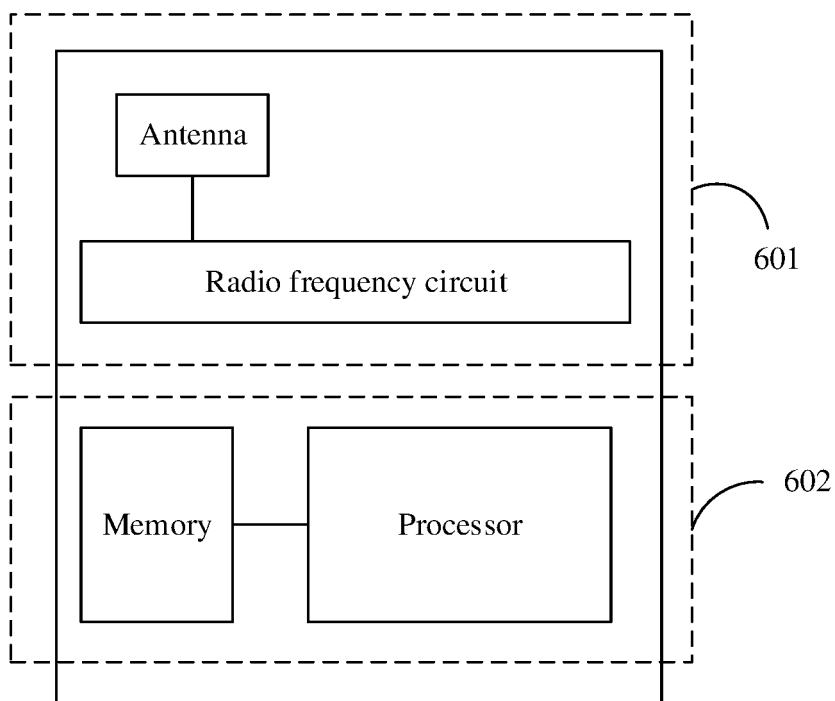 Antenna
Radio frequency circuit
601
Memory
Processor
602